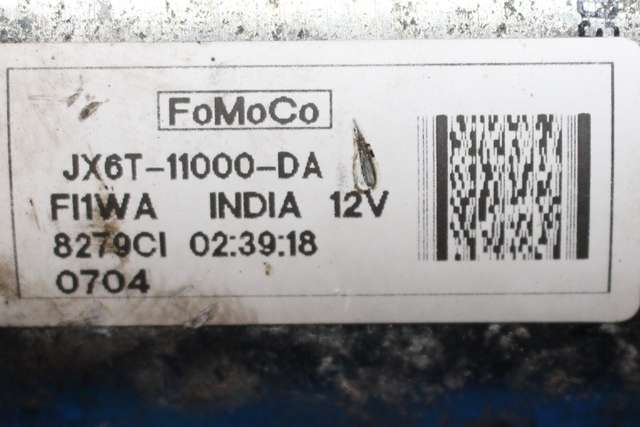 FoMoCo
JX6T-11000-DA
FI1WA INDIA 12V
8279CI 02:39:18
0704